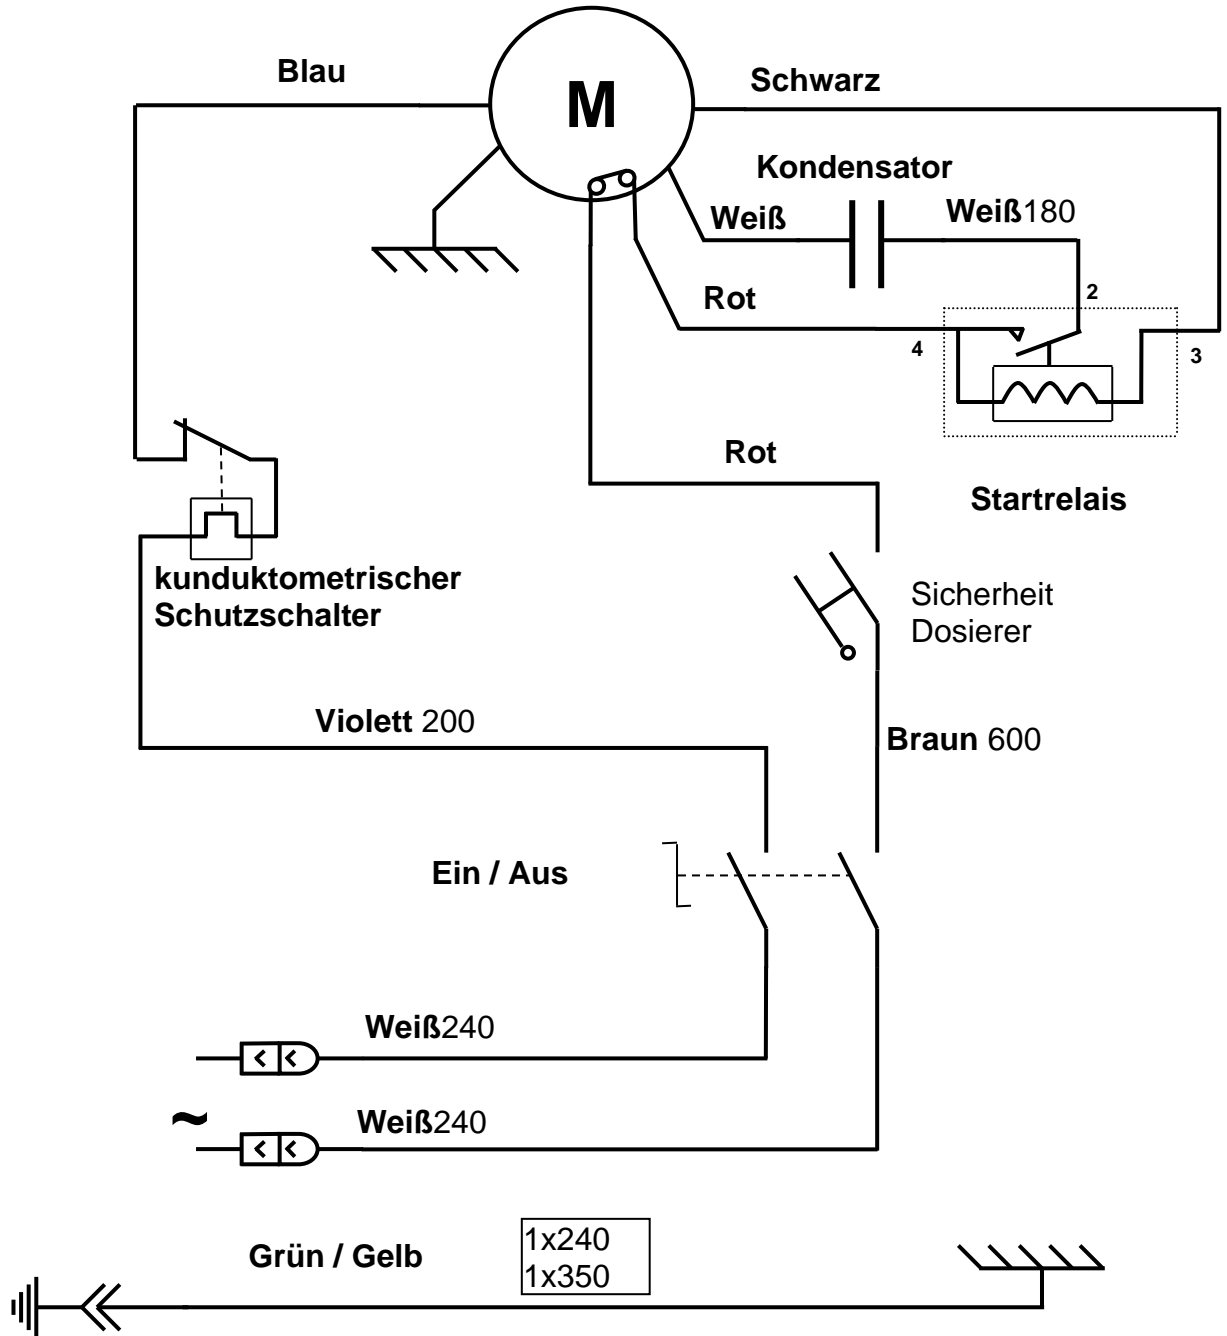 Blau
M
Schwarz
Kondensator
Weiß
Weiß180
Rot
2
4
3
Rot
Startrelais
kunduktometrischer
Schutzschalter
Sicherheit
Dosierer
Violett 200
Braun 600
Ein / Aus
Weiß240
~
Weiß240
Grün / Gelb
1x240
1x350